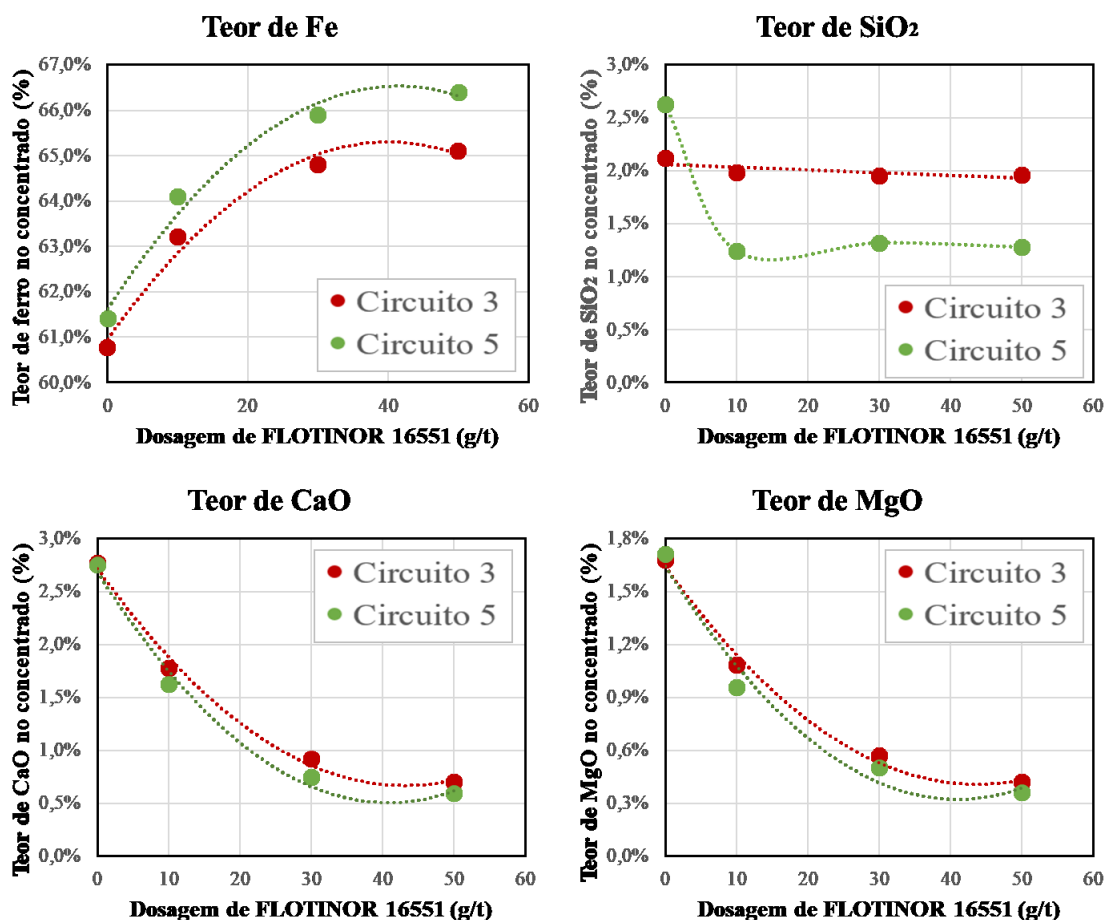 Teor de Fe
Teor de ferro no concentrado (%)
67,0%
66,0%
65,0%
64,0%
63,0%
62,0%
61,0%
60,0%
Circuito 3
Circuito 5
0 20 40 60
Dosagem de FLOTINOR 16551 (g/t)
Teor de SiO₂
Teor de SiO₂ no concentrado (%)
3,0%
2,5%
2,0%
1,5%
1,0%
0,5%
0,0%
Circuito 3
Circuito 5
0 10 20 30 40 50 60
Dosagem de FLOTINOR 16551 (g/t)
Teor de CaO
Teor de CaO no concentrado (%)
3,0%
2,5%
2,0%
1,5%
1,0%
0,5%
0,0%
Circuito 3
Circuito 5
0 10 20 30 40 50 60
Dosagem de FLOTINOR 16551 (g/t)
Teor de MgO
Teor de MgO no concentrado (%)
1,8%
1,5%
1,2%
0,9%
0,6%
0,3%
0,0%
Circuito 3
Circuito 5
0 10 20 30 40 50 60
Dosagem de FLOTINOR 16551 (g/t)